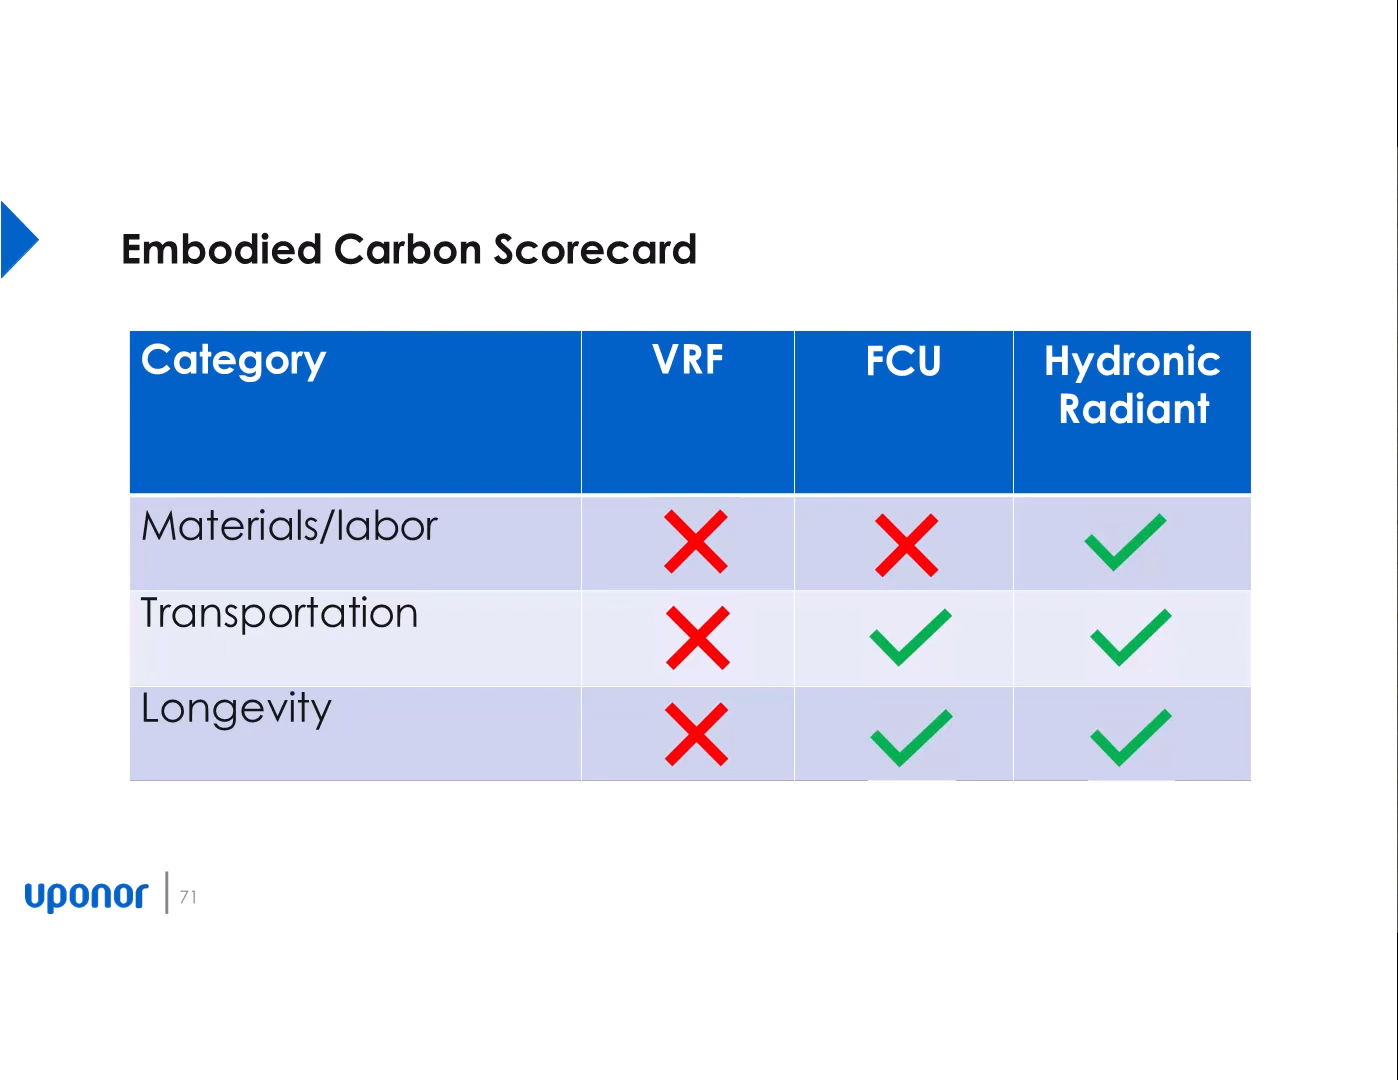 Embodied Carbon Scorecard
Category VRF FCU Hydronic
Radiant
Materials/labor
Transportation
Longevity
uponor 71